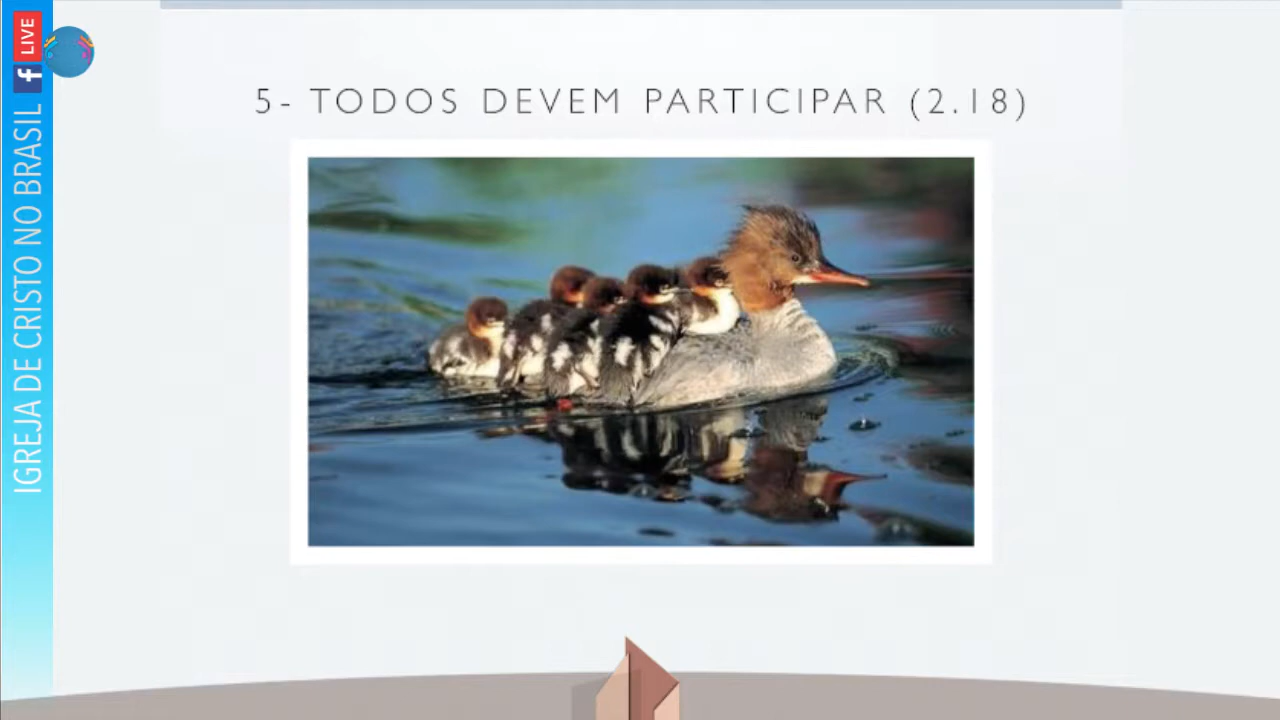 5- TODOS DEVEM PARTICIPAR (2.18)
IGREJA DE CRISTO NO BRASIL f LIVE